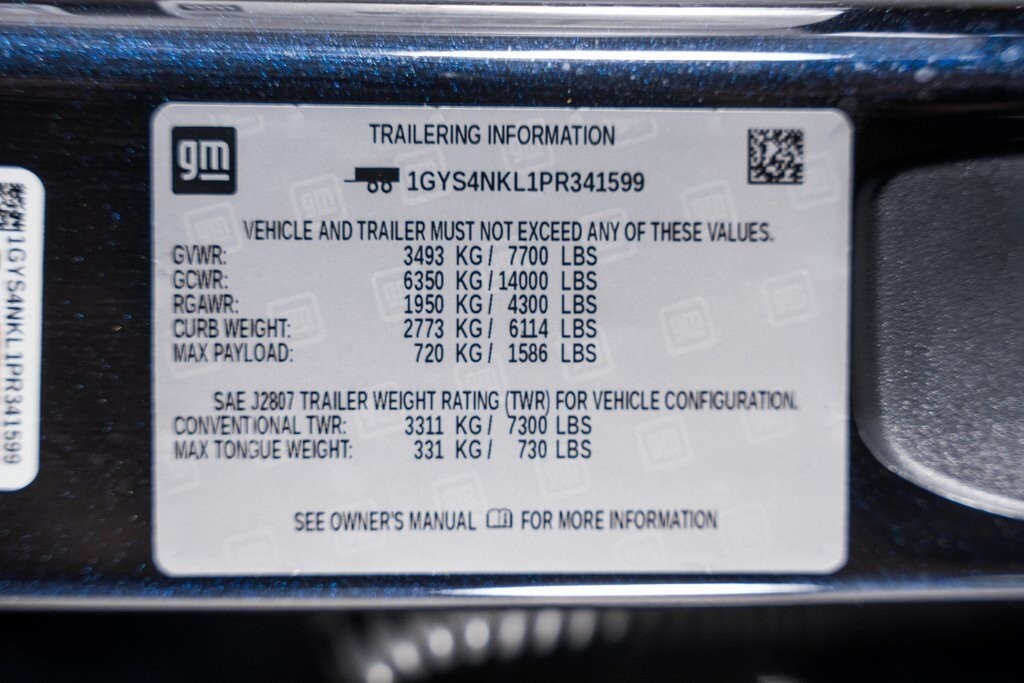 gm
TRAILERING INFORMATION
1GYS4NKL1PR341599
VEHICLE AND TRAILER MUST NOT EXCEED ANY OF THESE VALUES.
GVWR: 3493 KG / 7700 LBS
GCWR: 6350 KG / 14000 LBS
RGAWR: 1950 KG / 4300 LBS
CURB WEIGHT: 2773 KG / 6114 LBS
MAX PAYLOAD: 720 KG / 1586 LBS
SAE J2807 TRAILER WEIGHT RATING (TWR) FOR VEHICLE CONFIGURATION.
CONVENTIONAL TWR: 3311 KG / 7300 LBS
MAX TONGUE WEIGHT: 331 KG / 730 LBS
SEE OWNER'S MANUAL FOR MORE INFORMATION
1GYS4NKL1PR341599